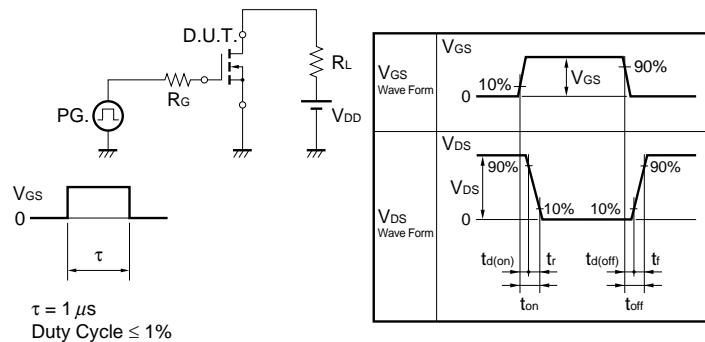 D.U.T.
RL
RG
PG.
VDD
VGS
0
τ
τ = 1 μs
Duty Cycle ≤ 1%
VGS
Wave Form
VGS
10%
VGS
90%
0
VDS
Wave Form
VDS
90%
VDS
10%
10%
90%
0
td(on)
tr
td(off)
tf
ton
toff